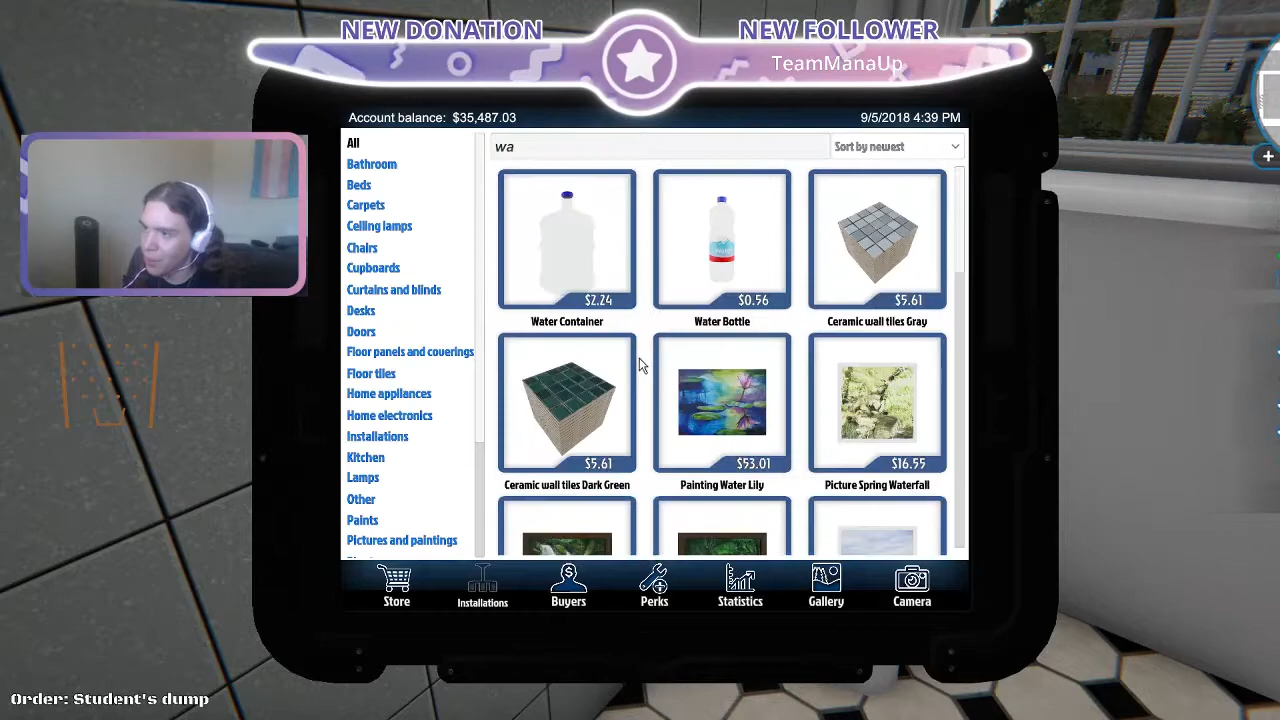 NEW DONATION
NEW FOLLOWER
TeamManaUp
Account balance: $35,487.03
9/5/2018 4:39 PM
All
Bathroom
Beds
Carpets
Ceiling lamps
Chairs
Cupboards
Curtains and blinds
Desks
Doors
Floor panels and coverings
Floor tiles
Home appliances
Home electronics
Installations
Kitchen
Lamps
Other
Paints
Pictures and paintings
wa
Sort by newest
$2.24
$0.56
$5.61
Water Container
Water Bottle
Ceramic wall tiles Gray
$5.61
$53.01
$16.55
Ceramic wall tiles Dark Green
Painting Water Lily
Picture Spring Waterfall
Store
Installations
Buyers
Perks
Statistics
Gallery
Camera
Order: Student's dump